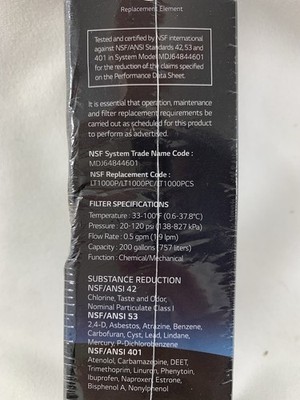 Replacement Element
Tested and certified by NSF international
against NSF/ANSI Standards 42,53 and
401 in System Model MDJ64844601
for the reduction of the claims specified
on the Performance Data Sheet.
It is essential that operation, maintenance
and filter replacement requirements be
carried out as scheduled for this product
to perform as advertised.
NSF System Trade Name Code :
MDJ64844601
NSF Replacement Code :
LT1000P/LT1000PC/LT1000PCS
FILTER SPECIFICATIONS
Temperature : 33-100°F (0.6-37.8°C)
Pressure : 20-120 psi (138-827 kPa)
Flow Rate : 0.5 gpm (1.9 lpm)
Capacity : 200 gallons (757 liters)
Function : Chemical/Mechanical
SUBSTANCE REDUCTION
NSF/ANSI 42
Chlorine, Taste and Odor,
Nominal Particulate Class I
NSF/ANSI 53
2,4-D, Asbestos, Atrazine, Benzene,
Carbofuran, Cyst, Lead, Lindane,
Mercury, P-Dichlorobenzene
NSF/ANSI 401
Atenolol, Carbamazepine, DEET,
Trimethoprim, Linuron, Phenytoin,
Ibuprofen, Naproxen, Estrone,
Bisphenol A, Nonylphenol